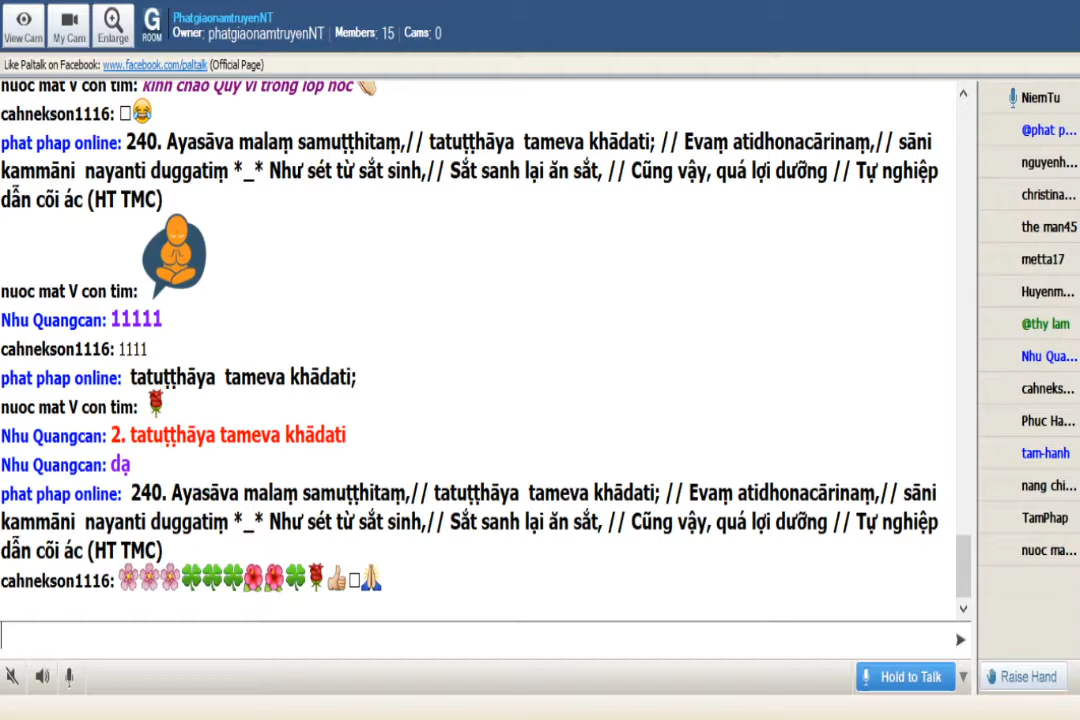 PhatgiaonamtruyenNT
G ROOM Owner: phatgiaonamtruyenNT Members: 15 Cams: 0
View Cam My Cam Enlarge
Like Paltalk on Facebook: www.facebook.com/paltalk (Official Page)
nuoc mat V con tim: kinh chao Quy vi trong lop hoc
cahnekson1116: 😂
phat phap online: 240. Ayasāva malaṃ samuṭṭhitaṃ,// tatuṭṭhāya tameva khādati; // Evaṃ atidhonacārinaṃ,// sāni
kammāni nayanti duggatiṃ *_* Như sét từ sắt sinh,// Sắt sanh lại ăn sắt, // Cũng vậy, quá lợi dưỡng // Tự nghiệp
dẫn cõi ác (HT TMC)
nuoc mat V con tim:
Nhu Quangcan: 11111
cahnekson1116: 1111
phat phap online: tatuṭṭhāya tameva khādati;
nuoc mat V con tim: 🌹
Nhu Quangcan: 2. tatuṭṭhāya tameva khādati
Nhu Quangcan: dạ
phat phap online: 240. Ayasāva malaṃ samuṭṭhitaṃ,// tatuṭṭhāya tameva khādati; // Evaṃ atidhonacārinaṃ,// sāni
kammāni nayanti duggatiṃ *_* Như sét từ sắt sinh,// Sắt sanh lại ăn sắt, // Cũng vậy, quá lợi dưỡng // Tự nghiệp
dẫn cõi ác (HT TMC)
cahnekson1116: 🌸🌸🌸🍀🍀🍀🌺🌺🍀🌹👍🙏
NiemTu
@phat p...
nguyenh...
christina...
the man45
metta17
Huyenm...
@thy lam
Nhu Qua...
cahneks...
Phuc Ha...
tam-hanh
nang chi...
TamPhap
nuoc ma...
Hold to Talk
Raise Hand